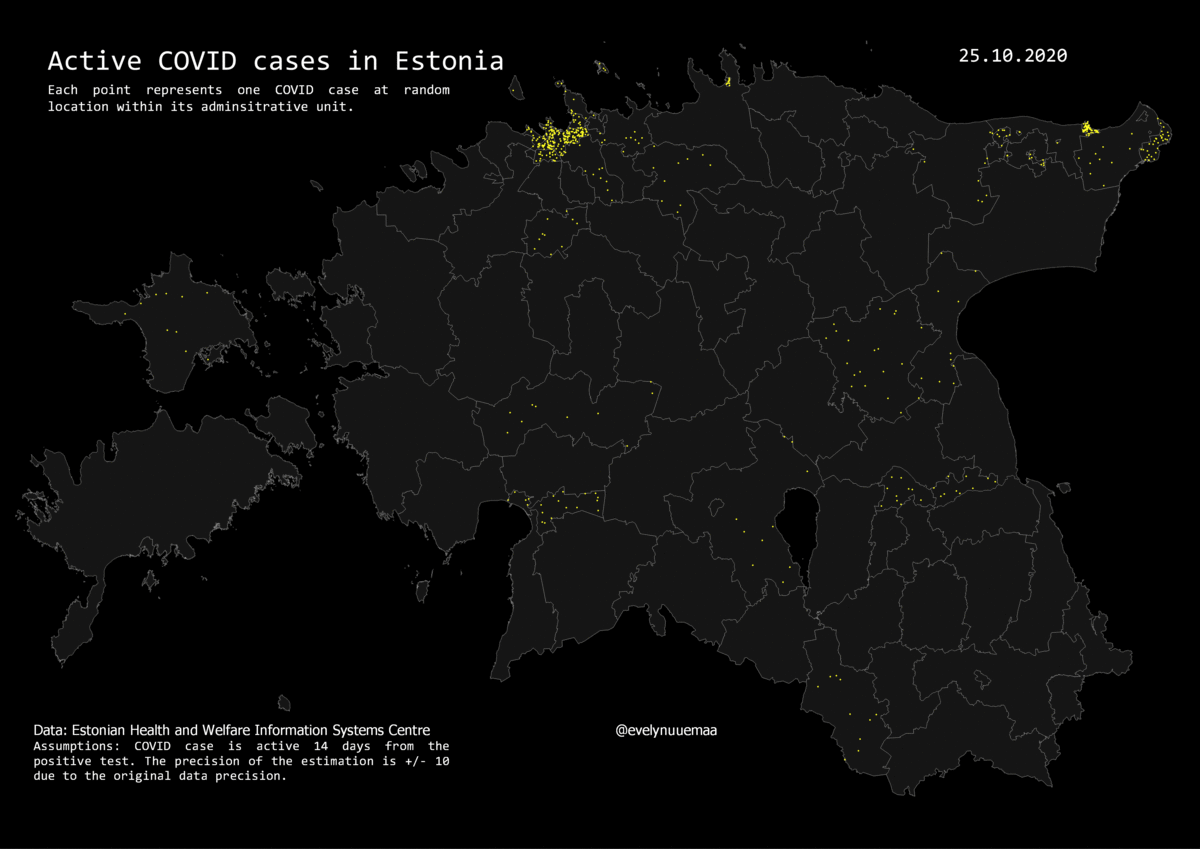 Active COVID cases in Estonia
25.10.2020
Each point represents one COVID case at random
location within its adminsitrative unit.
Data: Estonian Health and Welfare Information Systems Centre
@evelynuuemaa
Assumptions: COVID case is active 14 days from the
positive test. The precision of the estimation is +/- 10
due to the original data precision.